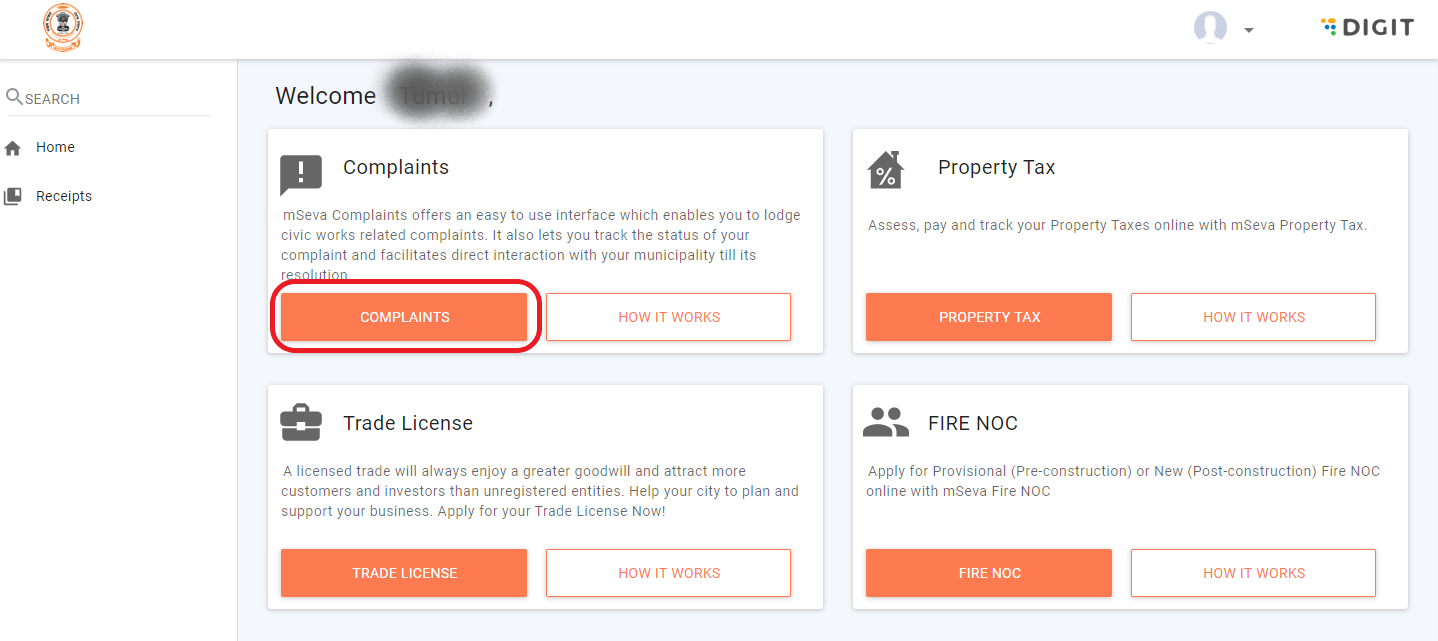 DIGIT
SEARCH
Home
Receipts
Welcome
,
Complaints
mSeva Complaints offers an easy to use interface which enables you to lodge
civic works related complaints. It also lets you track the status of your
complaint and facilitates direct interaction with your municipality till its
resolution.
COMPLAINTS
HOW IT WORKS
Property Tax
Assess, pay and track your Property Taxes online with mSeva Property Tax.
PROPERTY TAX
HOW IT WORKS
Trade License
A licensed trade will always enjoy a greater goodwill and attract more
customers and investors than unregistered entities. Help your city to plan and
support your business. Apply for your Trade License Now!
TRADE LICENSE
HOW IT WORKS
FIRE NOC
Apply for Provisional (Pre-construction) or New (Post-construction) Fire NOC
online with mSeva Fire NOC
FIRE NOC
HOW IT WORKS